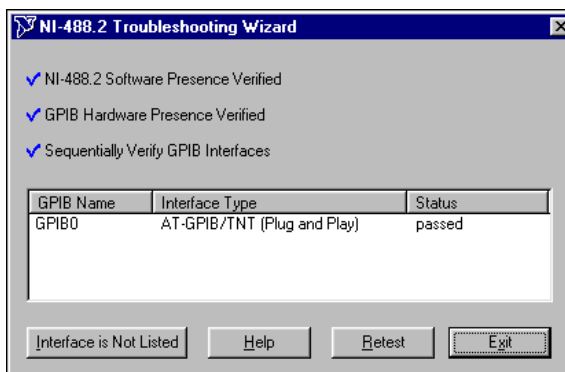 NI-488.2 Troubleshooting Wizard
NI-488.2 Software Presence Verified
GPIB Hardware Presence Verified
Sequentially Verify GPIB Interfaces
GPIB Name Interface Type Status
GPIB0 AT-GPIB/TNT (Plug and Play) passed
Interface is Not Listed Help Retest Exit